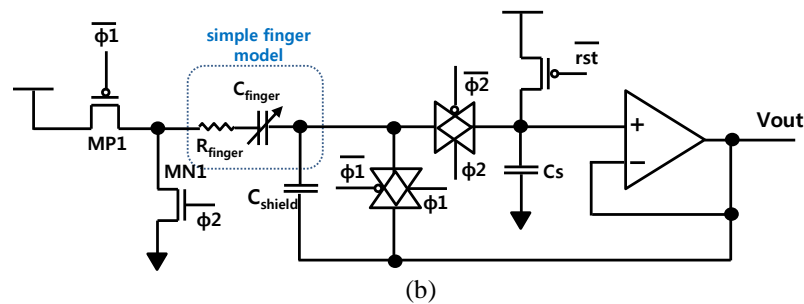 simple finger
model
φ1̅
MP1
MN1
φ2
R_finger
C_finger
C_shield
φ1̅
φ1
φ2̅
φ2
rst̅
Cs
+
−
Vout
(b)